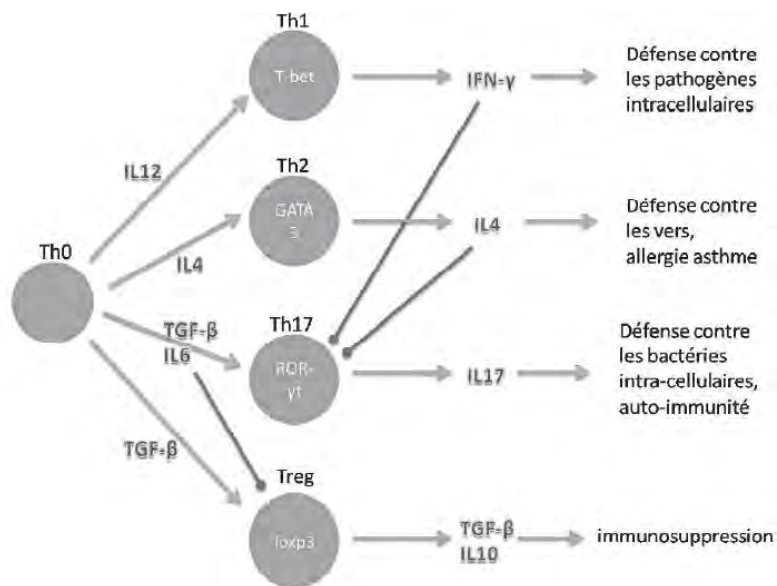 Th1
T-bet
IFN-γ
Défense contre
les pathogènes
intracellulaires
IL12
Th2
GATA
3
IL4
Défense contre
les vers,
allergie asthme
IL4
Th0
TGF-β
IL6
Th17
ROR-
γt
IL17
Défense contre
les bactéries
intra-cellulaires,
auto-immunité
TGF-β
Treg
foxp3
TGF-β
IL10
immunosuppression